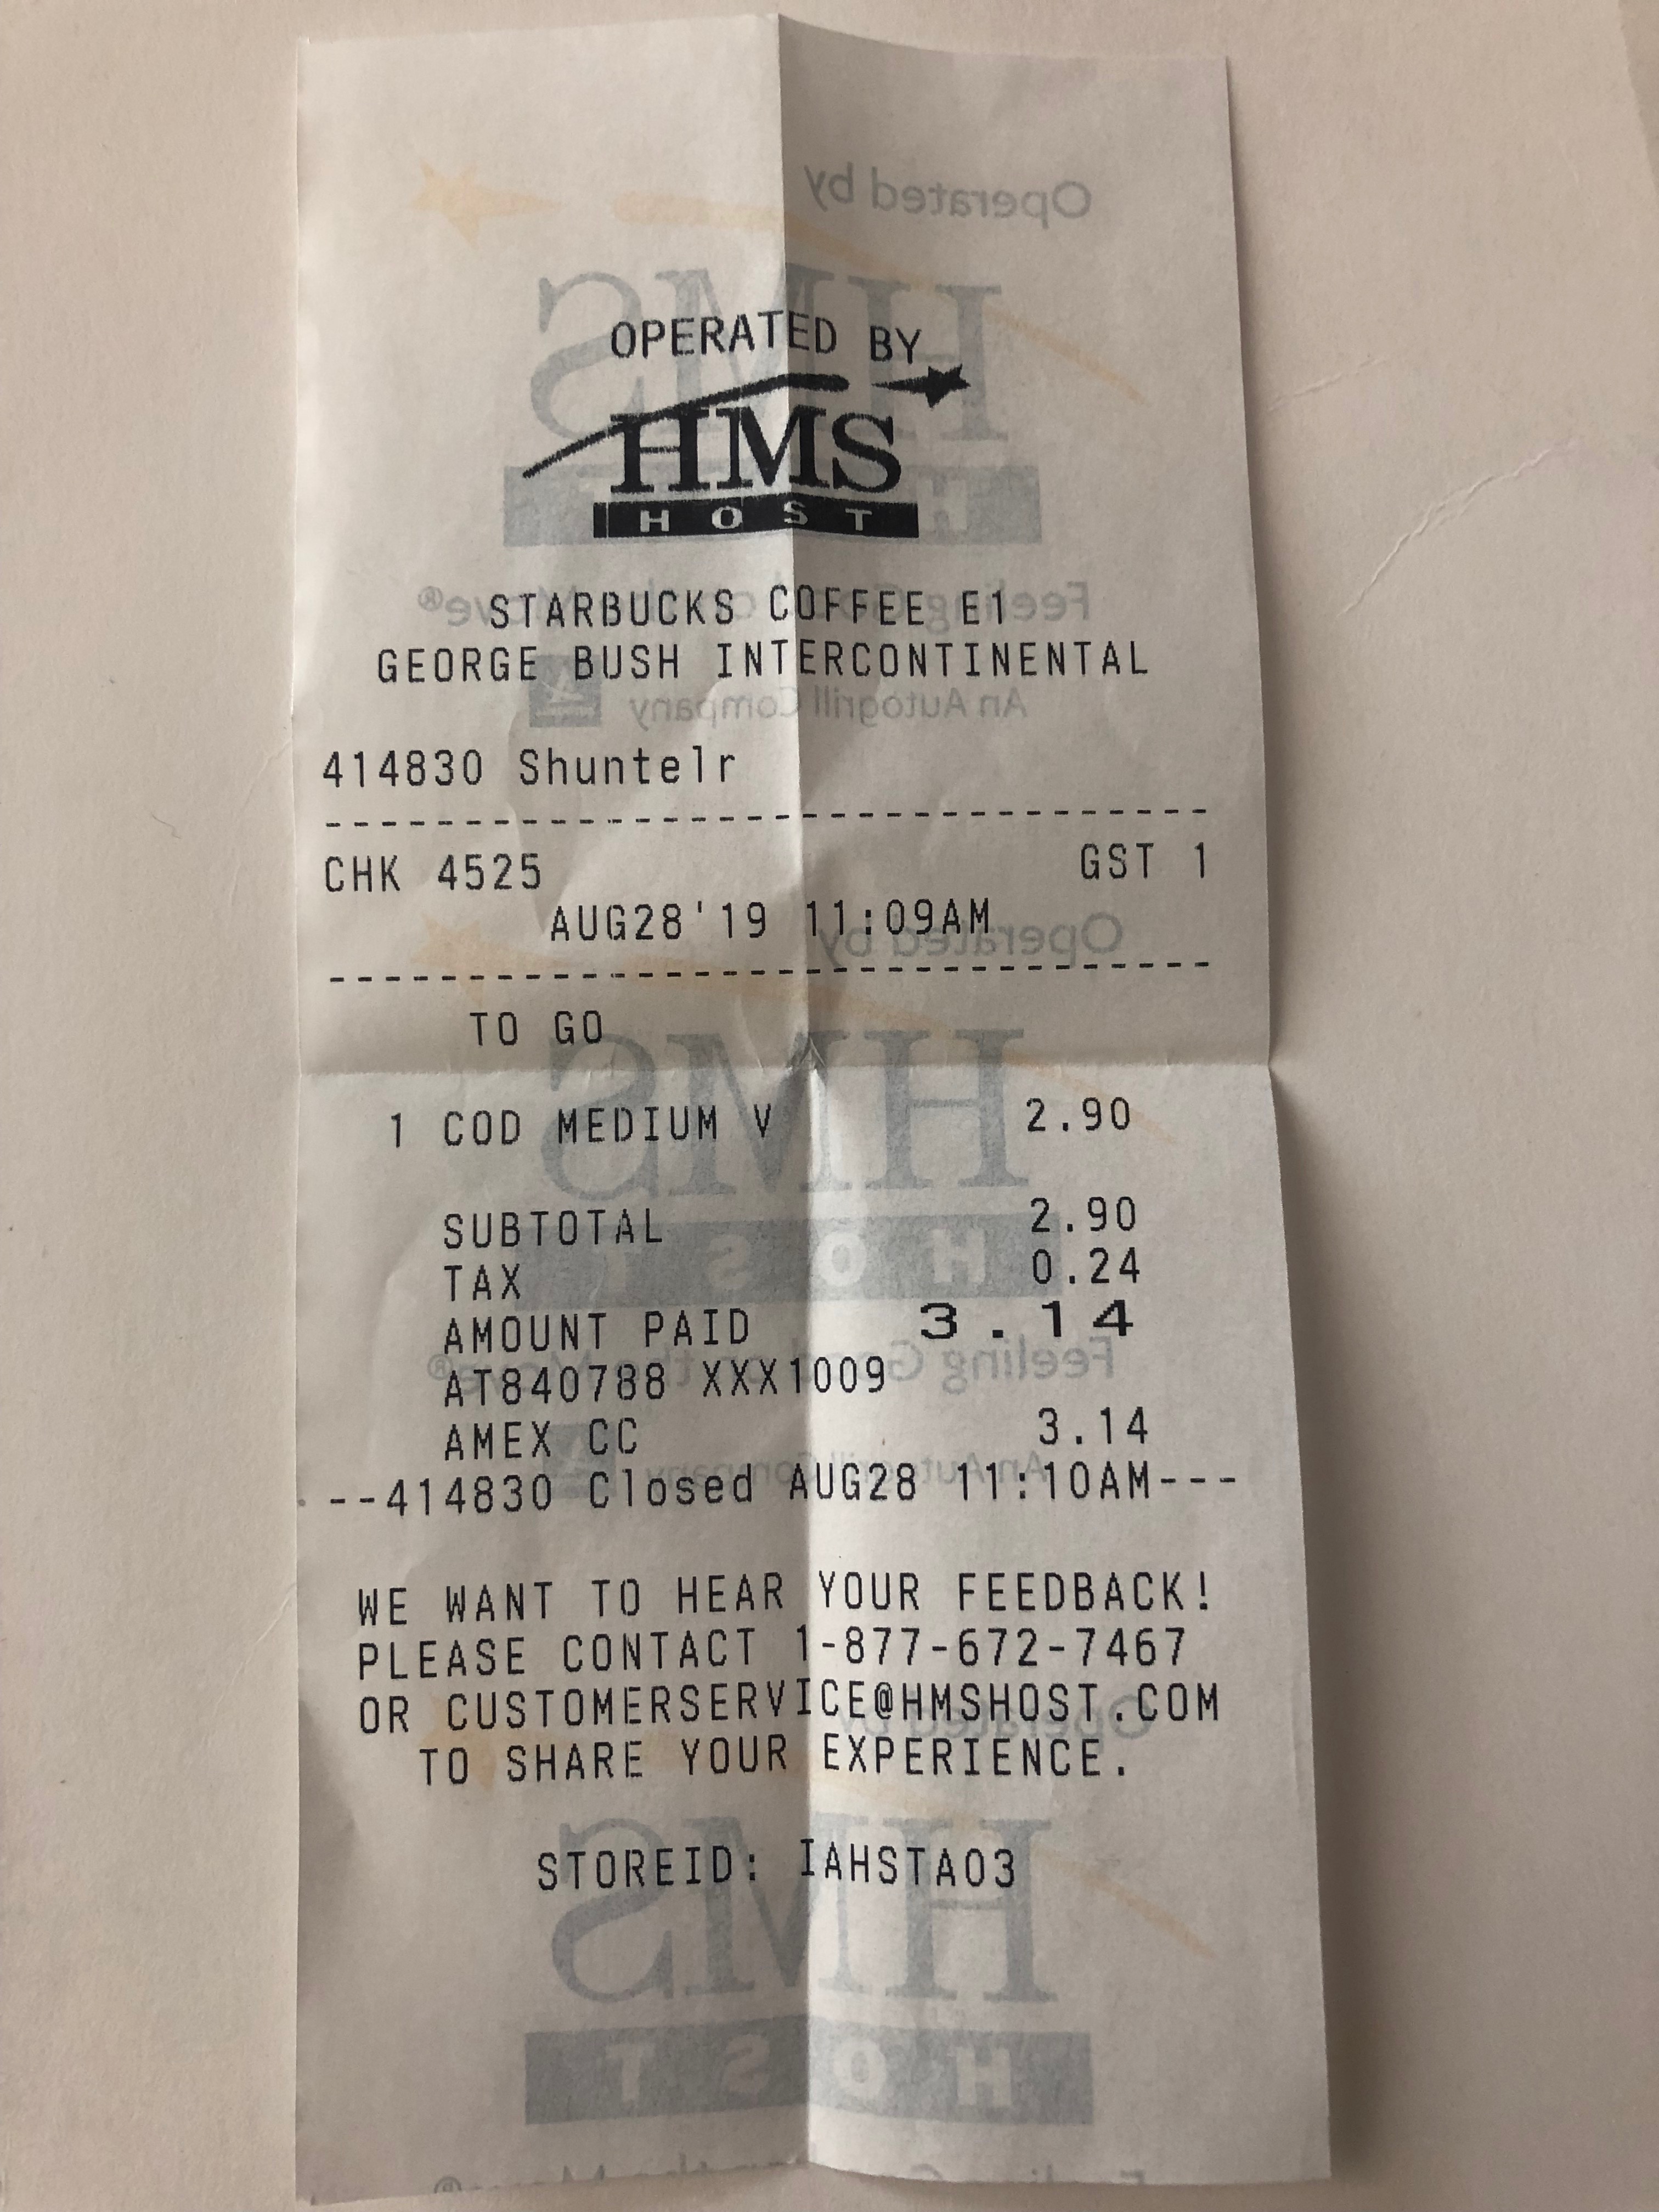 OPERATED BY
HMS
HOST
STARBUCKS COFFEE E1
GEORGE BUSH INTERCONTINENTAL
414830 Shuntelr
--------------------------------
CHK 4525 GST 1
AUG28'19 11:09AM
--------------------------------
TO GO
1 COD MEDIUM V 2.90
SUBTOTAL 2.90
TAX 0.24
AMOUNT PAID 3.14
AT840788 XXX1009
AMEX CC 3.14
--414830 Closed AUG28 11:10AM---
WE WANT TO HEAR YOUR FEEDBACK!
PLEASE CONTACT 1-877-672-7467
OR CUSTOMERSERVICE@HMSHOST.COM
TO SHARE YOUR EXPERIENCE.
STOREID: IAHSTA03